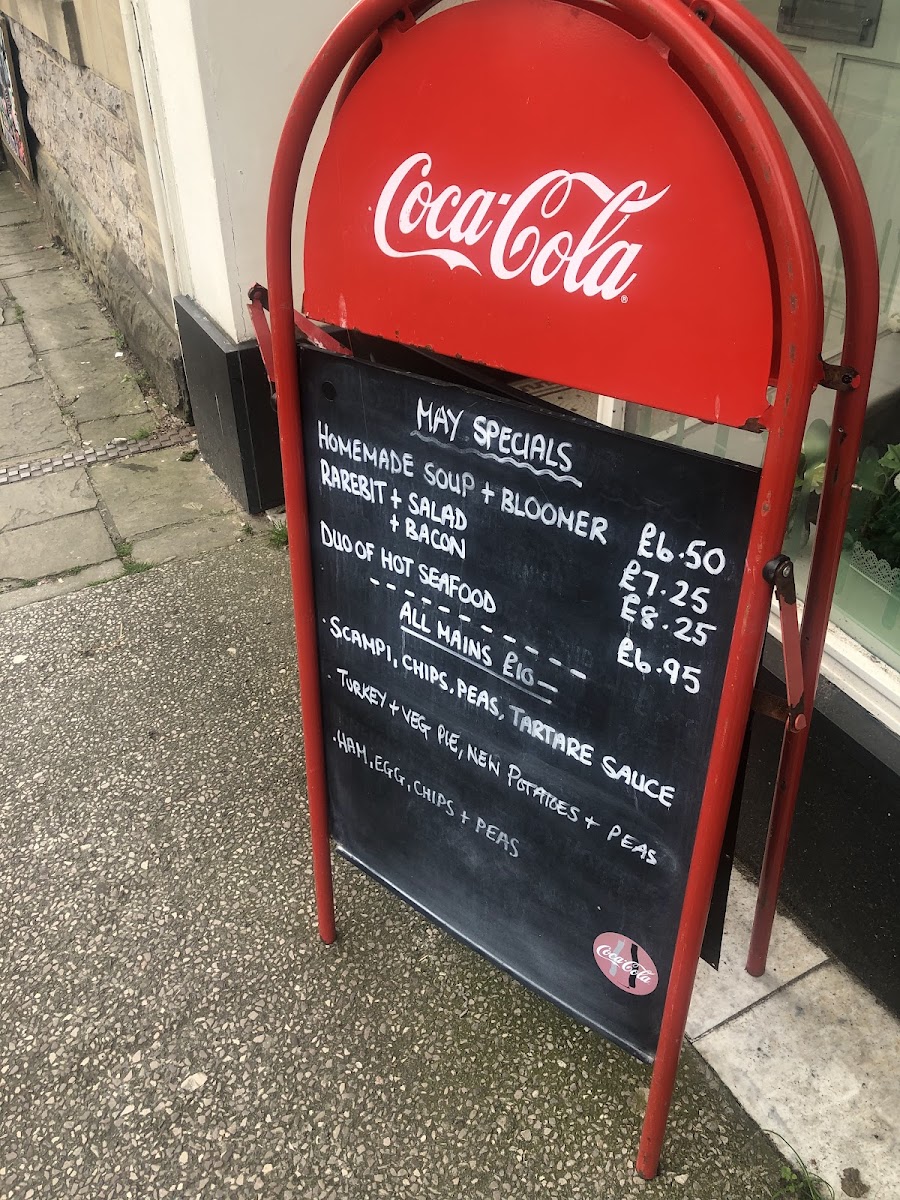 Coca-Cola®
MAY SPECIALS
HOMEMADE SOUP + BLOOMER £6.50
RAREBIT + SALAD £7.25
+ BACON £8.25
DUO OF HOT SEAFOOD £6.95
ALL MAINS £10
· SCAMPI, CHIPS, PEAS, TARTARE SAUCE
· TURKEY + VEG PIE, NEW POTATOES + PEAS
· HAM, EGG, CHIPS + PEAS
Coca-Cola